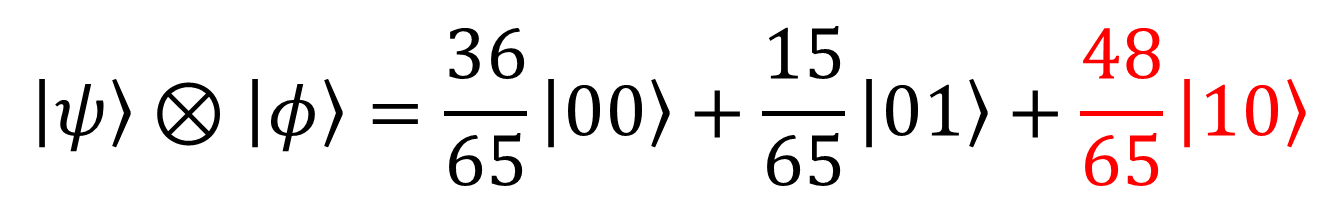 |ψ⟩ ⊗ |ϕ⟩ = 36/65 |00⟩ + 15/65 |01⟩ + 48/65 |10⟩